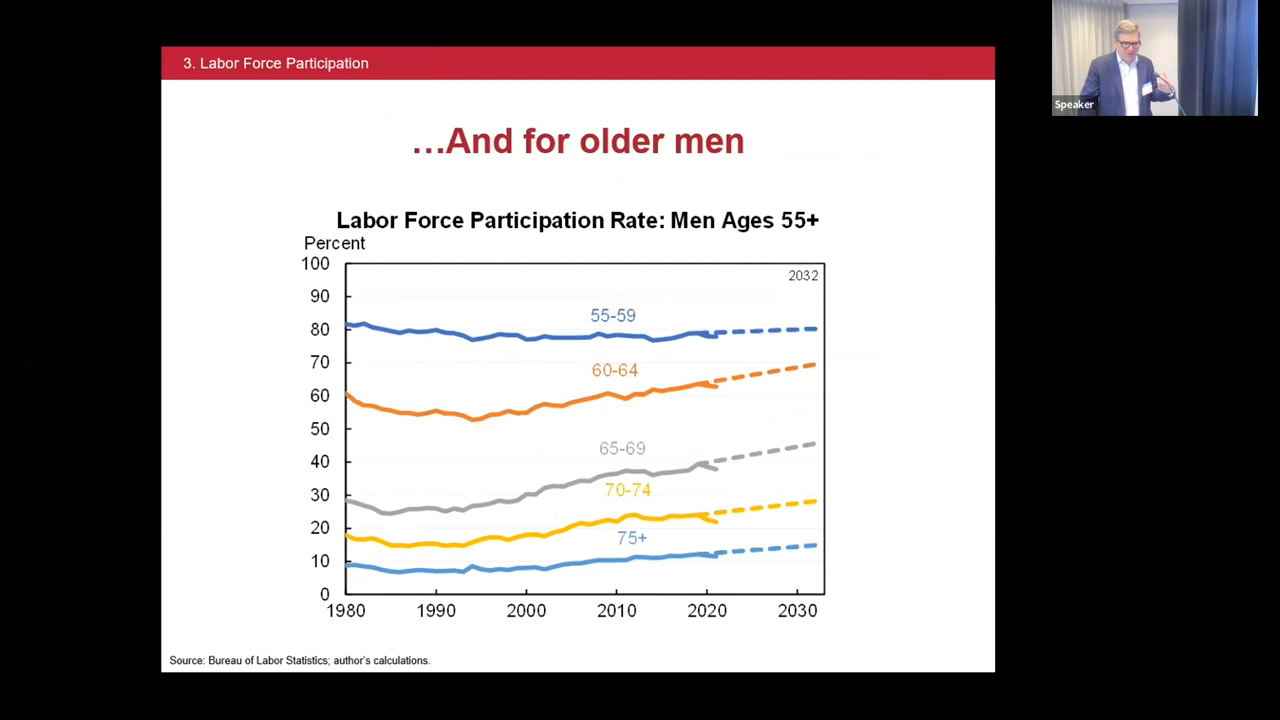 3. Labor Force Participation
Speaker
…And for older men
Labor Force Participation Rate: Men Ages 55+
Percent
100
2032
90
55-59
80
70
60-64
60
50
65-69
40
70-74
30
20
75+
10
0
1980 1990 2000 2010 2020 2030
Source: Bureau of Labor Statistics; author's calculations.